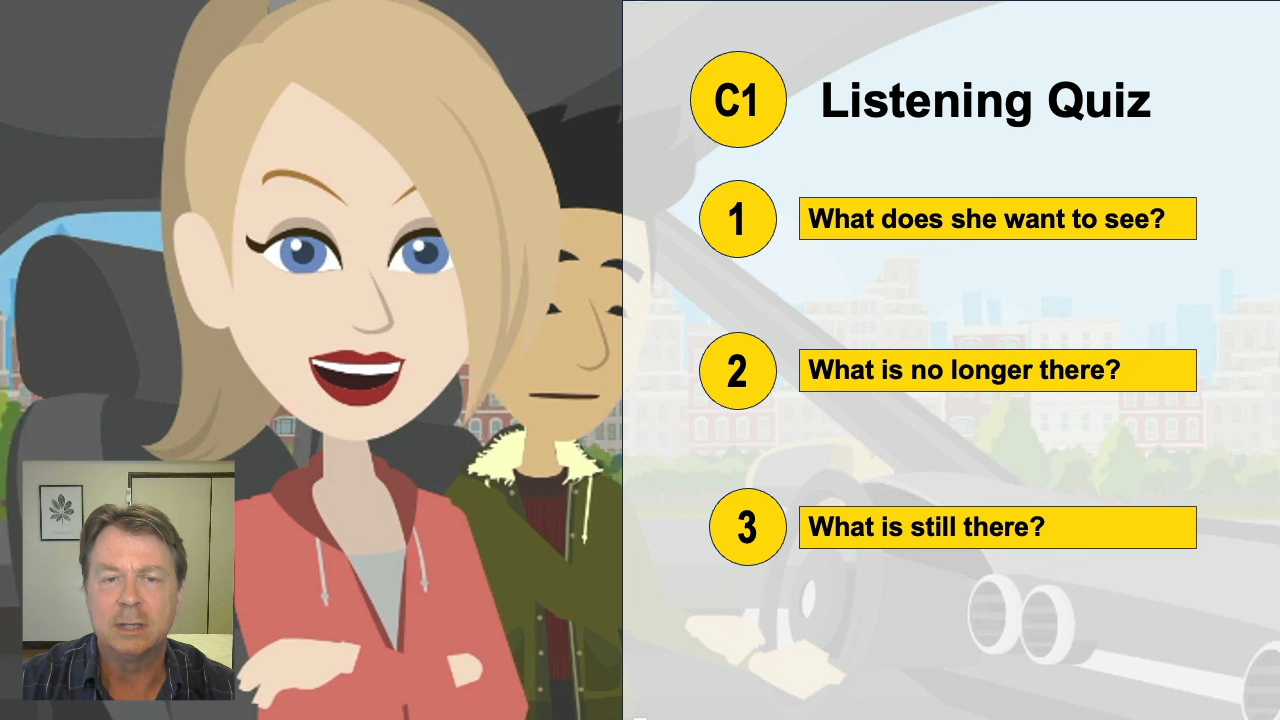 C1 Listening Quiz
1 What does she want to see?
2 What is no longer there?
3 What is still there?